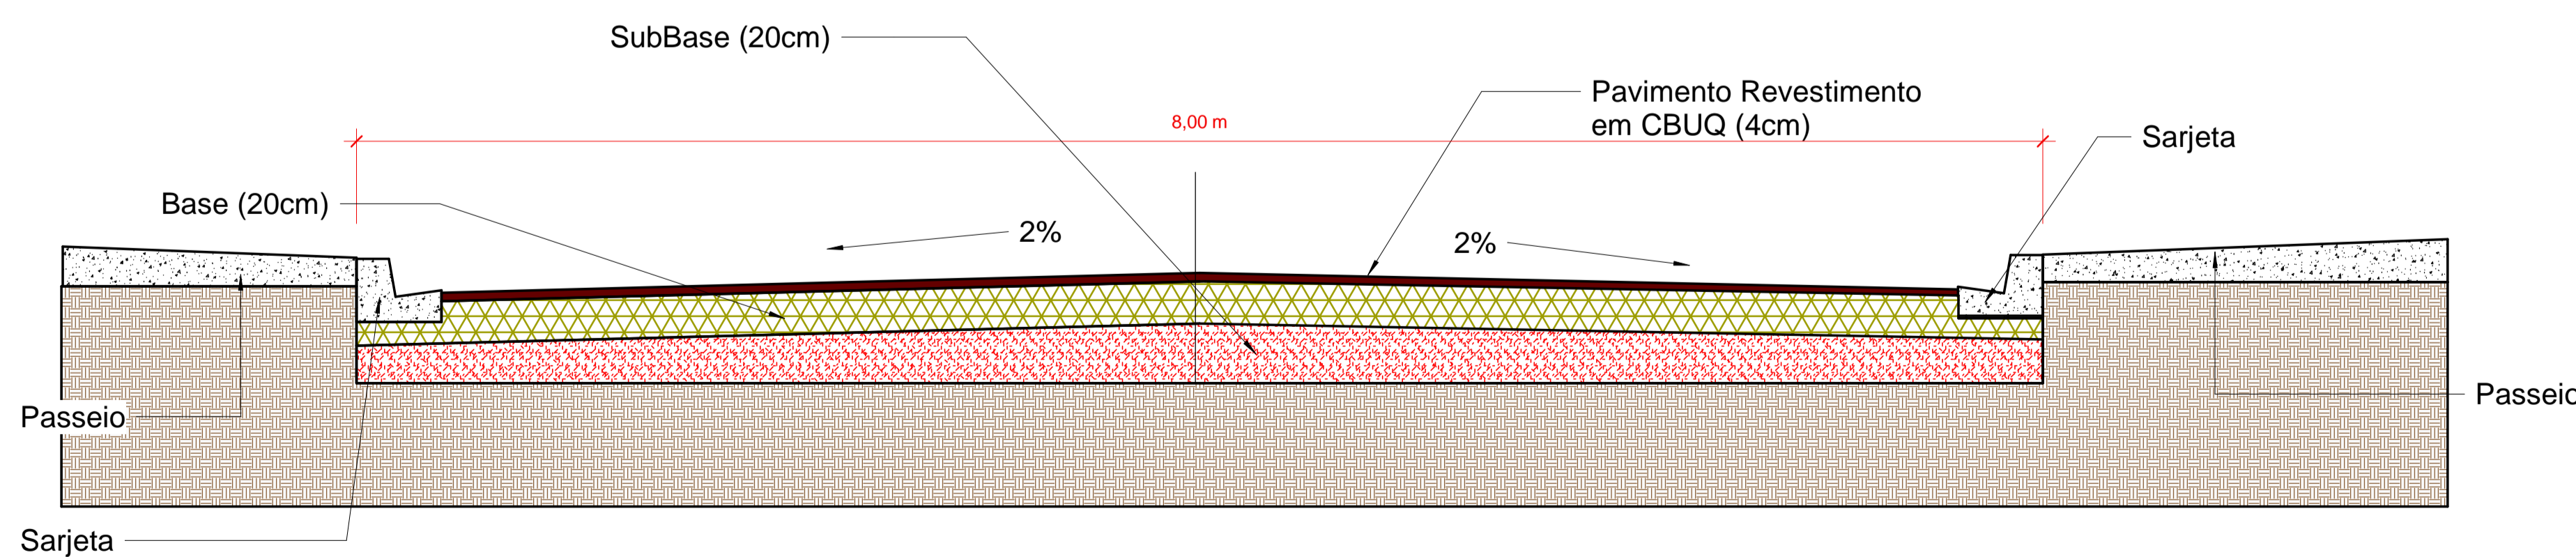 SubBase (20cm)
Pavimento Revestimento
em CBUQ (4cm)
8,00 m
Sarjeta
Base (20cm)
2%
2%
Passeio
Passeio
Sarjeta